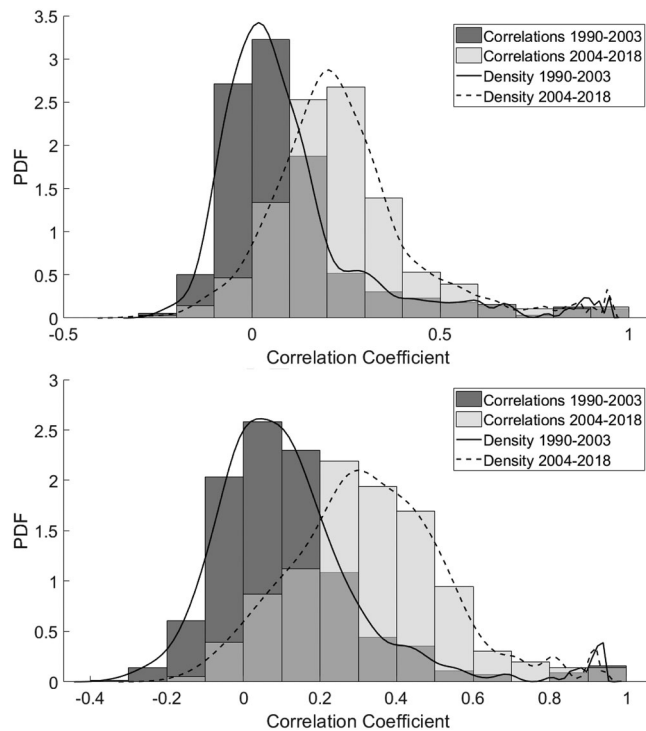 3.5
3
2.5
2
1.5
1
0.5
0
PDF
-0.5
0
0.5
1
Correlation Coefficient
Correlations 1990-2003
Correlations 2004-2018
Density 1990-2003
Density 2004-2018
3
2.5
2
1.5
1
0.5
0
PDF
-0.4
-0.2
0
0.2
0.4
0.6
0.8
1
Correlation Coefficient
Correlations 1990-2003
Correlations 2004-2018
Density 1990-2003
Density 2004-2018